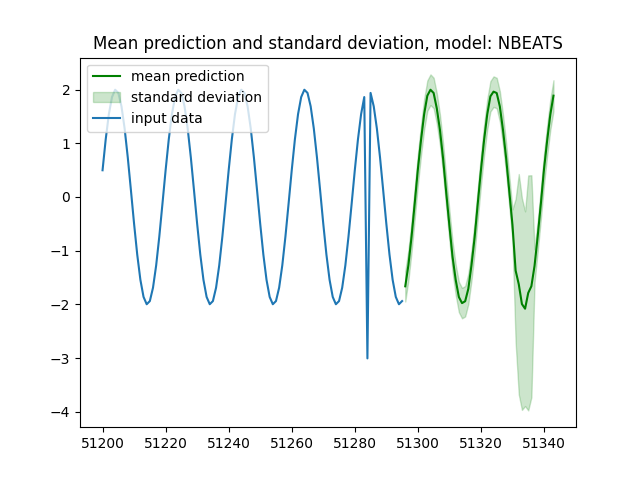 Mean prediction and standard deviation, model: NBEATS
mean prediction
standard deviation
input data
2
1
0
−1
−2
−3
−4
51200 51220 51240 51260 51280 51300 51320 51340